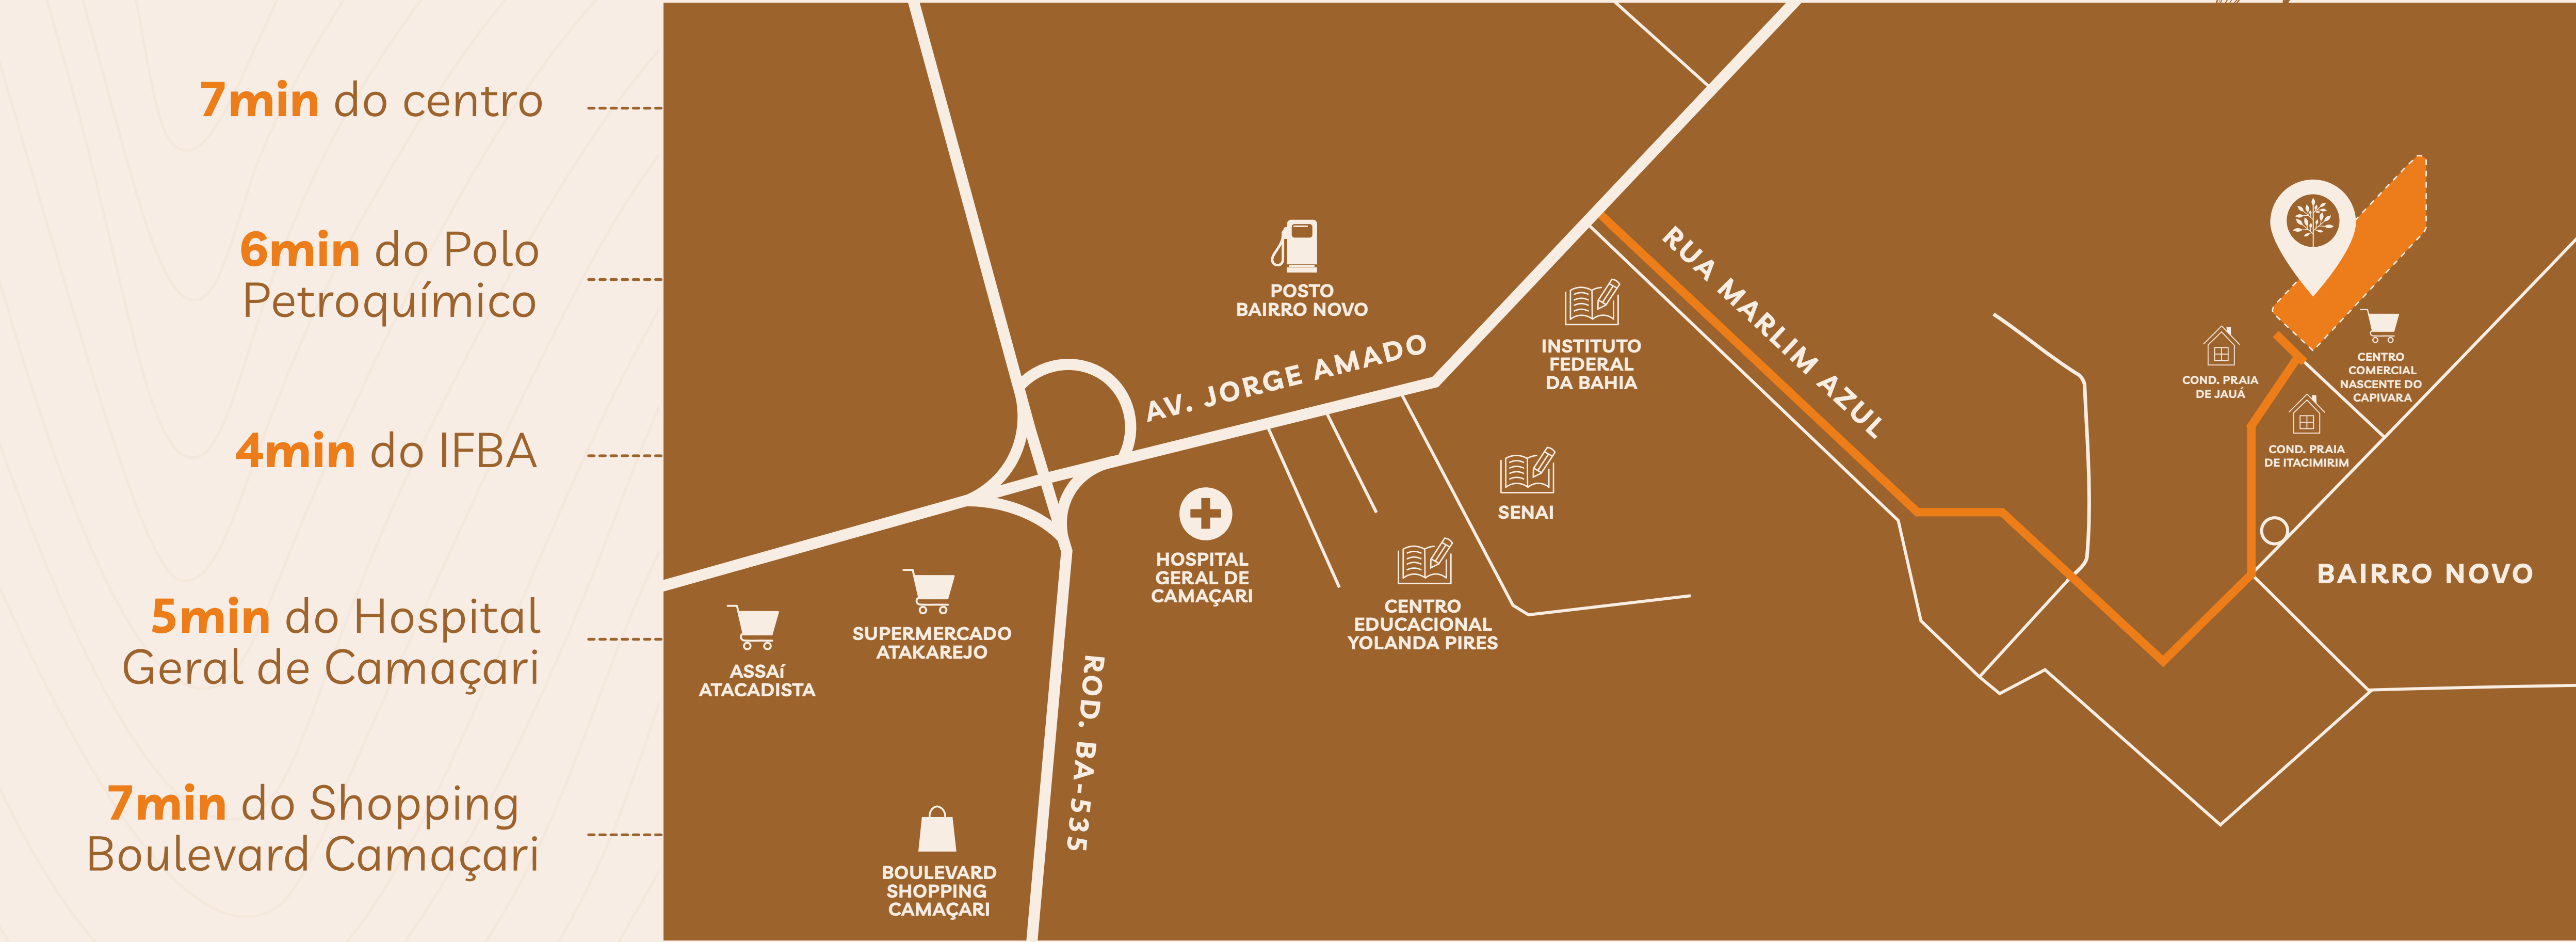 7min do centro
6min do Polo
Petroquímico
4min do IFBA
5min do Hospital
Geral de Camaçari
7min do Shopping
Boulevard Camaçari
POSTO
BAIRRO NOVO
AV. JORGE AMADO
INSTITUTO
FEDERAL
DA BAHIA
RUA MARLIM AZUL
COND. PRAIA
DE JAUÁ
CENTRO
COMERCIAL
NASCENTE DO
CAPIVARA
COND. PRAIA
DE ITACIMIRIM
SENAI
HOSPITAL
GERAL DE
CAMAÇARI
CENTRO
EDUCACIONAL
YOLANDA PIRES
BAIRRO NOVO
SUPERMERCADO
ATAKAREJO
ASSAí
ATACADISTA
ROD. BA-535
BOULEVARD
SHOPPING
CAMAÇARI